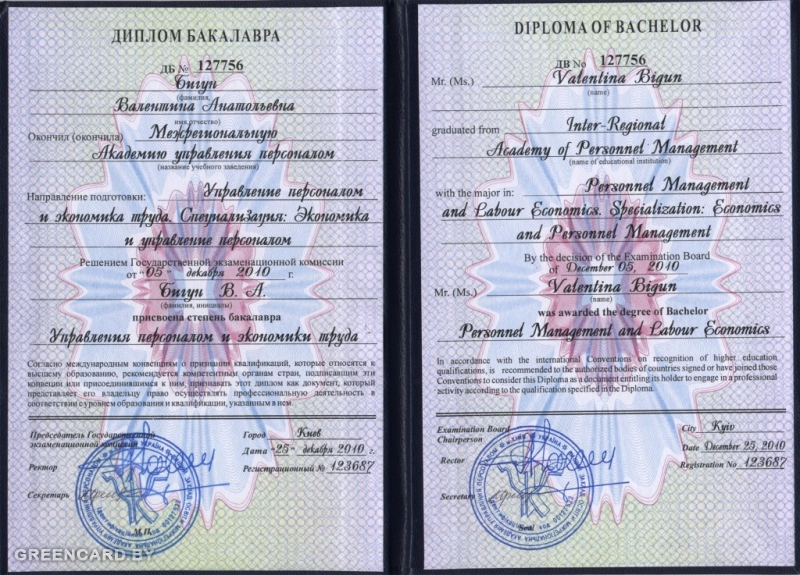 ДИПЛОМ БАКАЛАВРА
ДБ № 127756
Бигун
(фамилия,
Валентина Анатольевна
имя, отчество)
Окончил (окончила) Межрегиональную
Академию управления персоналом
(название учебного заведения)
Направление подготовки: Управление персоналом
и экономика труда. Специализация: Экономика
и управление персоналом
Решением Государственной экзаменационной комиссии
от "05" декабря 2010 г.
Бигун В. А.
(фамилия, инициалы)
присвоена степень бакалавра
Управления персоналом и экономики труда
Согласно международным конвенциям о признании квалификаций, которые относятся к
высшему образованию, рекомендуется компетентным органам стран, подписавшим эти
конвенции или присоединившимся к ним, признавать этот диплом как документ, который
представляет его владельцу право осуществлять профессиональную деятельность в
соответствии с уровнем образования и квалификации, указанным в нем.
Председатель Государственной
экзаменационной комиссии
Город Киев
Дата "25" декабря 2010 г.
Ректор
Регистрационный № 123687
Секретарь
М.П.
GREENCARD.BY
DIPLOMA OF BACHELOR
DB No 127756
Mr. (Ms.) Valentina Bigun
(name)
graduated from Inter-Regional
Academy of Personnel Management
(name of educational institution)
with the major in: Personnel Management
and Labour Economics. Specialization: Economics
and Personnel Management
By the decision of the Examination Board
of December 05, 2010
Mr. (Ms.) Valentina Bigun
(name)
was awarded the degree of Bachelor
Personnel Management and Labour Economics
In accordance with the international Conventions on recognition of higher education
qualifications, is recommended to the authorized bodies of countries signed or have joined those
Conventions to consider this Diploma as a document entitling its holder to engage in a professional
activity according to the qualification specified in the Diploma.
Examination Board
Chairperson
City Kyiv
Date December 25, 2010
Rector
Registration No 123687
Secretary
Seal